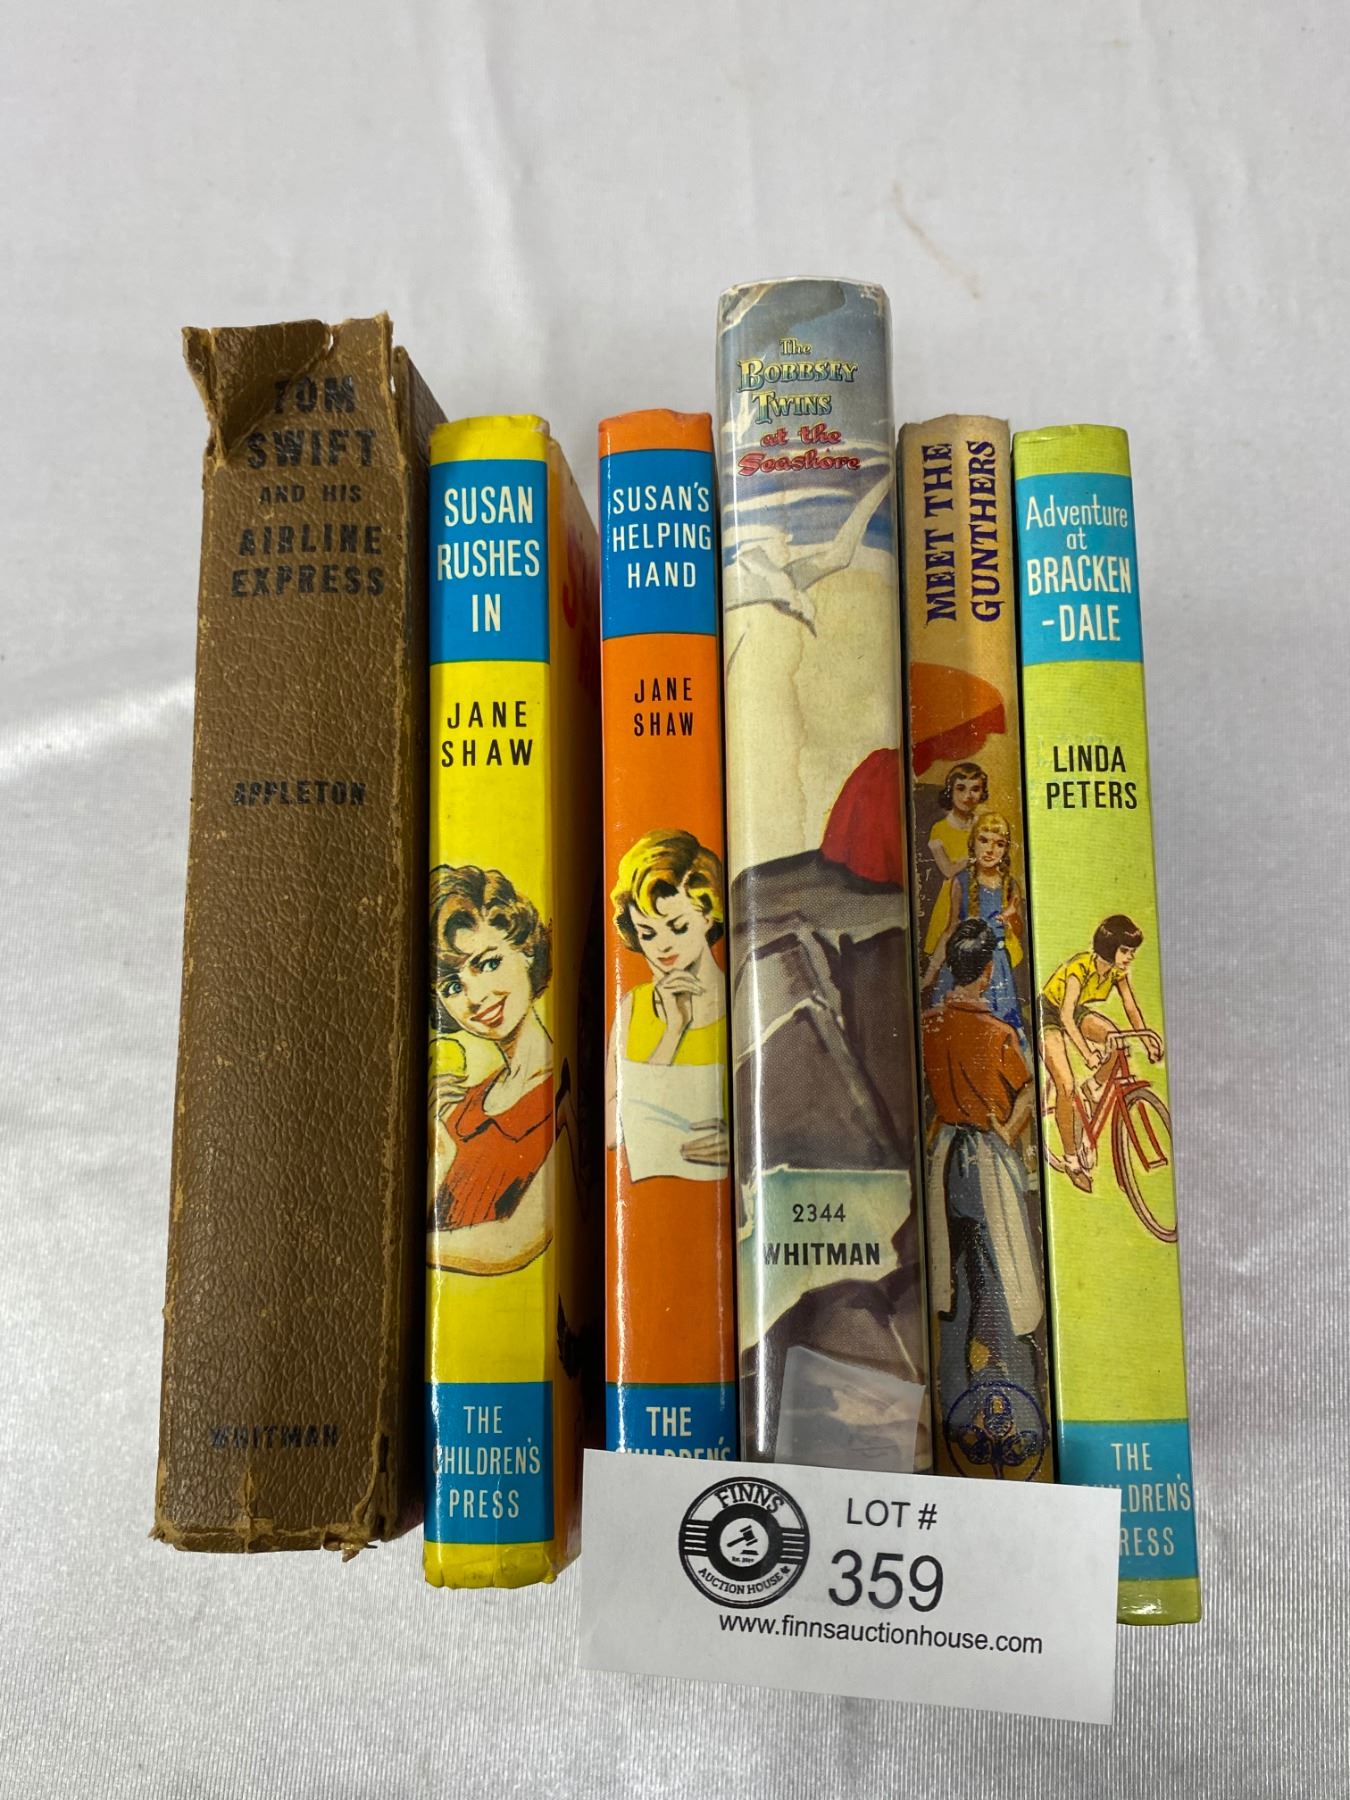 TOM
SWIFT
AND HIS
AIRLINE
EXPRESS
APPLETON
WHITMAN
SUSAN
RUSHES
IN
JANE
SHAW
THE
CHILDREN'S
PRESS
SUSAN'S
HELPING
HAND
JANE
SHAW
THE
CHILDREN'S
The
BOBBSEY
TWINS
at the
Seashore
2344
WHITMAN
MEET THE
GUNTHERS
Adventure
at
BRACKEN
-DALE
LINDA
PETERS
THE
CHILDREN'S
PRESS
FINNS
AUCTION HOUSE
LOT #
359
www.finnsauctionhouse.com